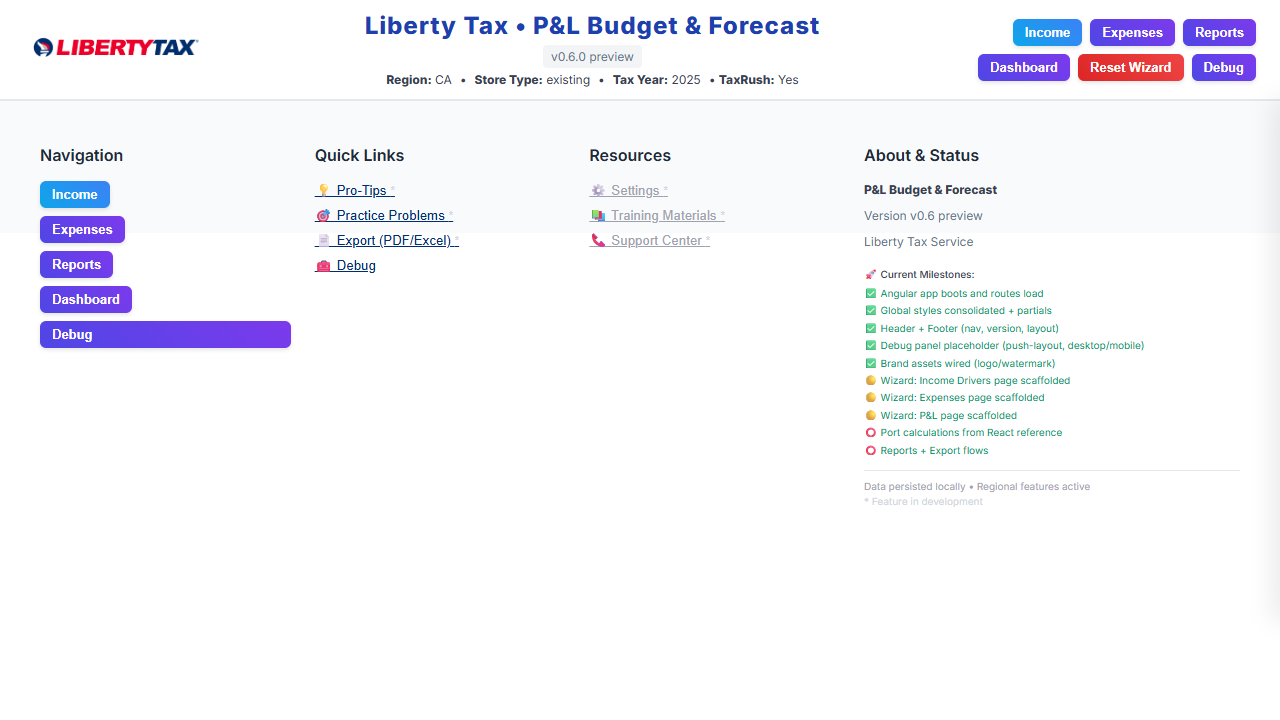 LIBERTYTAX
Liberty Tax • P&L Budget & Forecast
v0.6.0 preview
Region: CA • Store Type: existing • Tax Year: 2025 • TaxRush: Yes
Income Expenses Reports
Dashboard Reset Wizard Debug
Navigation
Income
Expenses
Reports
Dashboard
Debug
Quick Links
💡 Pro-Tips *
🎯 Practice Problems *
📄 Export (PDF/Excel) *
🧰 Debug
Resources
⚙️ Settings *
📚 Training Materials *
📞 Support Center *
About & Status
P&L Budget & Forecast
Version v0.6 preview
Liberty Tax Service
🚀 Current Milestones:
✅ Angular app boots and routes load
✅ Global styles consolidated + partials
✅ Header + Footer (nav, version, layout)
✅ Debug panel placeholder (push-layout, desktop/mobile)
✅ Brand assets wired (logo/watermark)
🟡 Wizard: Income Drivers page scaffolded
🟡 Wizard: Expenses page scaffolded
🟡 Wizard: P&L page scaffolded
⭕ Port calculations from React reference
⭕ Reports + Export flows
Data persisted locally • Regional features active
* Feature in development